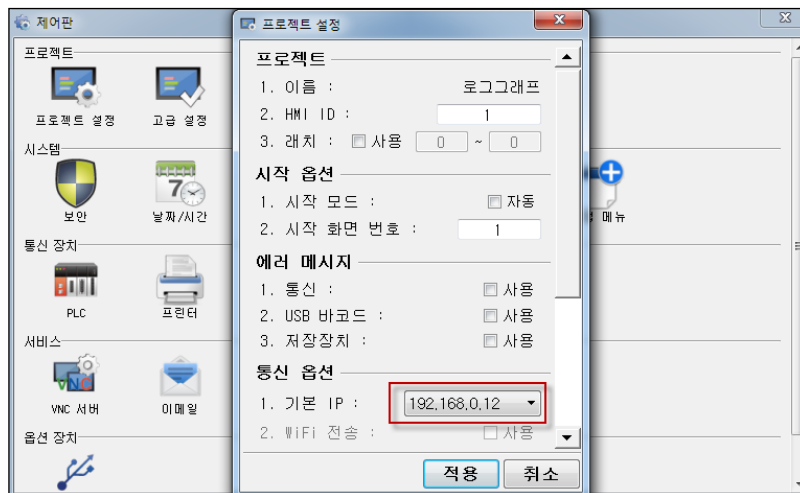 제어판
프로젝트
프로젝트 설정
고급 설정
시스템
보안
7
날짜/시간
메뉴
통신 장치
PLC
프린터
서비스
VNC
VNC 서버
이메일
옵션 장치
프로젝트 설정
프로젝트
1. 이름 : 로그그래프
2. HMI ID : 1
3. 래치 : 사용 0 ~ 0
시작 옵션
1. 시작 모드 : 자동
2. 시작 화면 번호 : 1
에러 메시지
1. 통신 : 사용
2. USB 바코드 : 사용
3. 저장장치 : 사용
통신 옵션
1. 기본 IP : 192,168,0,12
2. WiFi 전송 : 사용
적용 취소